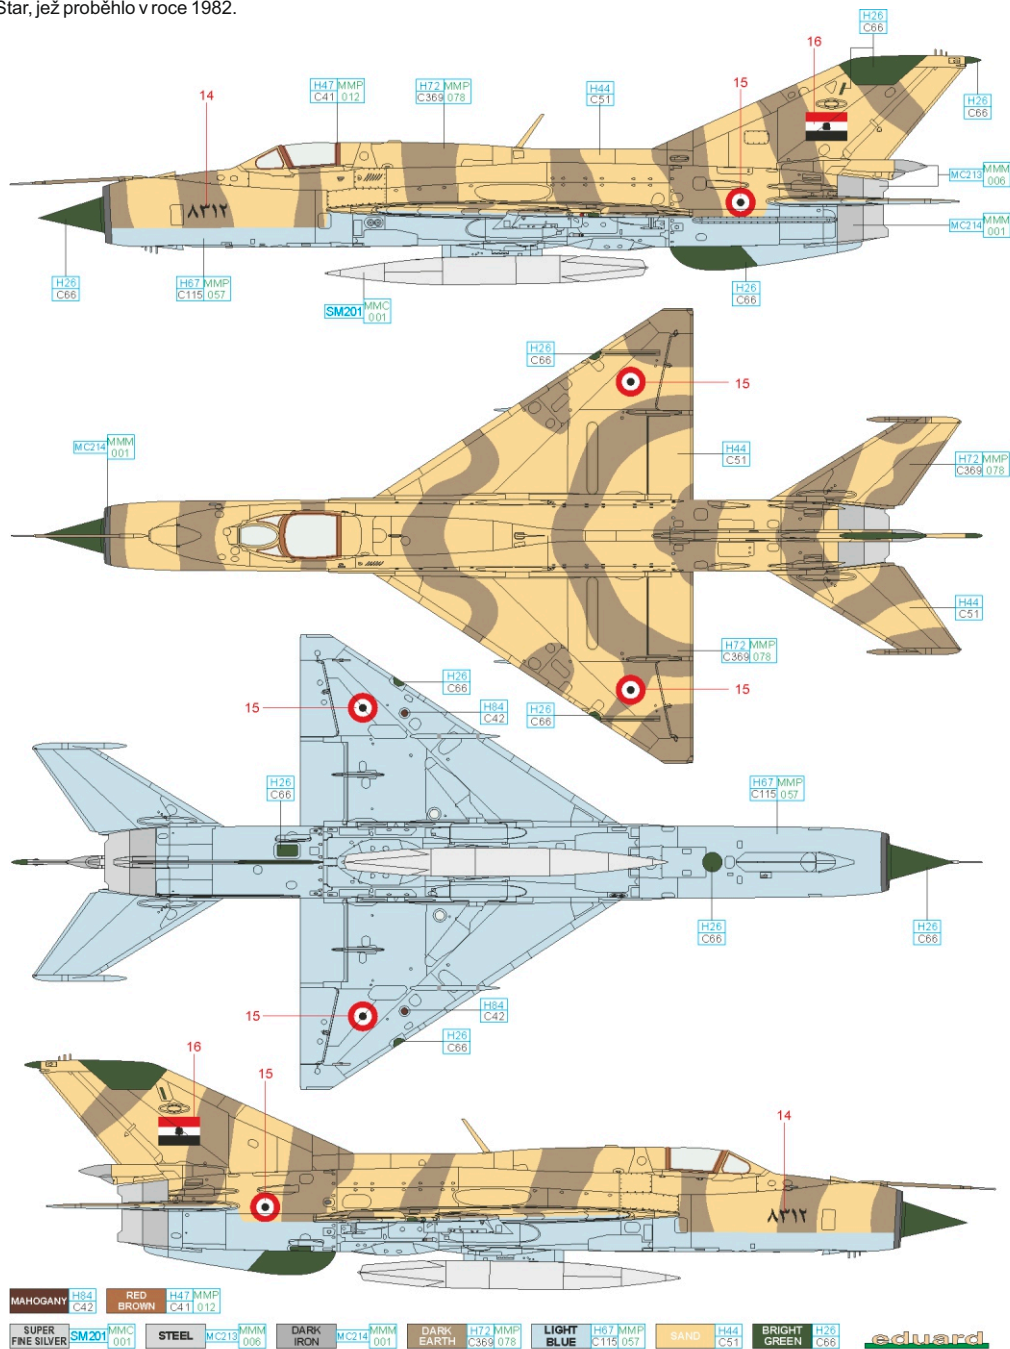 Star, jež proběhlo v roce 1982.
H26
C66
16
15
H47 MMP
C41 012
H72 MMP
C369 078
H44
C51
14
H26
C66
MC213 MMM
006
MC214 MMM
001
٨٣١٢
H26
C66
H67 MMP
C115 057
SM201 MMC
001
H26
C66
H26
C66
15
MC214 MMM
001
H44
C51
H72 MMP
C369 078
H44
C51
H72 MMP
C369 078
H26
C66
15
H26
C66
15
H84
C42
H26
C66
H67 MMP
C115 057
H26
C66
H26
C66
15
H84
C42
H26
C66
16
15
14
٨٣١٢
MAHOGANY H84
C42
RED BROWN H47 MMP
C41 012
SUPER FINE SILVER SM201 MMC
001
STEEL MC213 MMM
006
DARK IRON MC214 MMM
001
DARK EARTH H72 MMP
C369 078
LIGHT BLUE H67 MMP
C115 057
SAND H44
C51
BRIGHT GREEN H26
C66
eduard